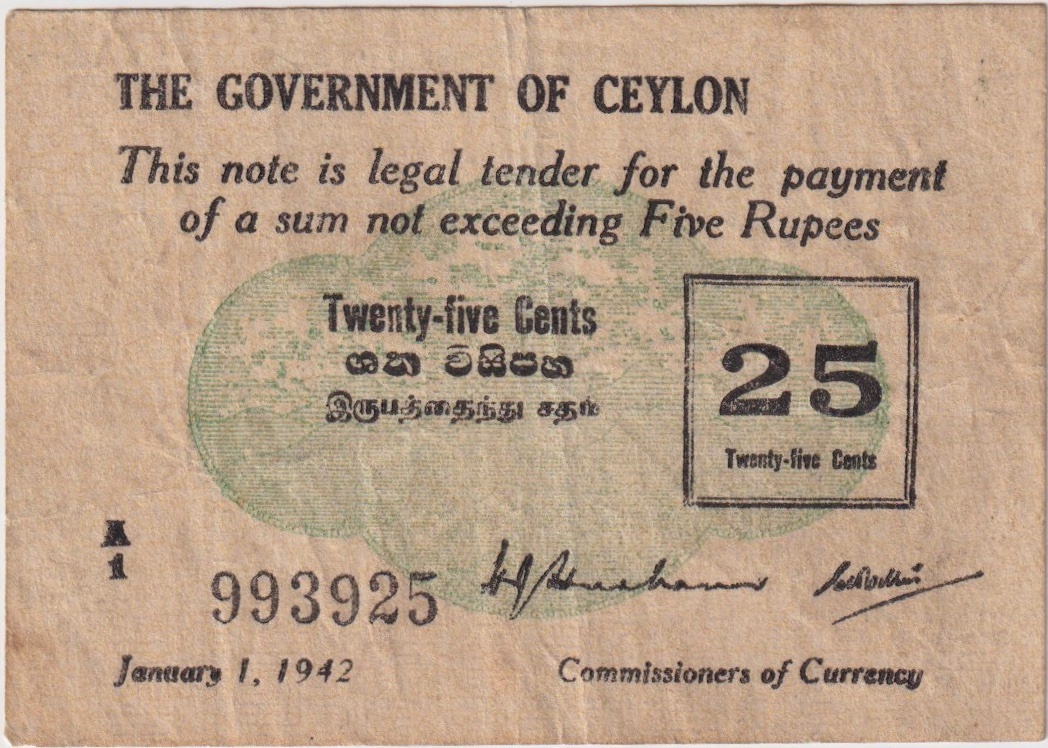 THE GOVERNMENT OF CEYLON
This note is legal tender for the payment
of a sum not exceeding Five Rupees
Twenty-five Cents
ශත විසිපහ
இருபத்தைந்து சதம்
25
Twenty-five Cents
A
1
993925
January 1, 1942
Commissioners of Currency